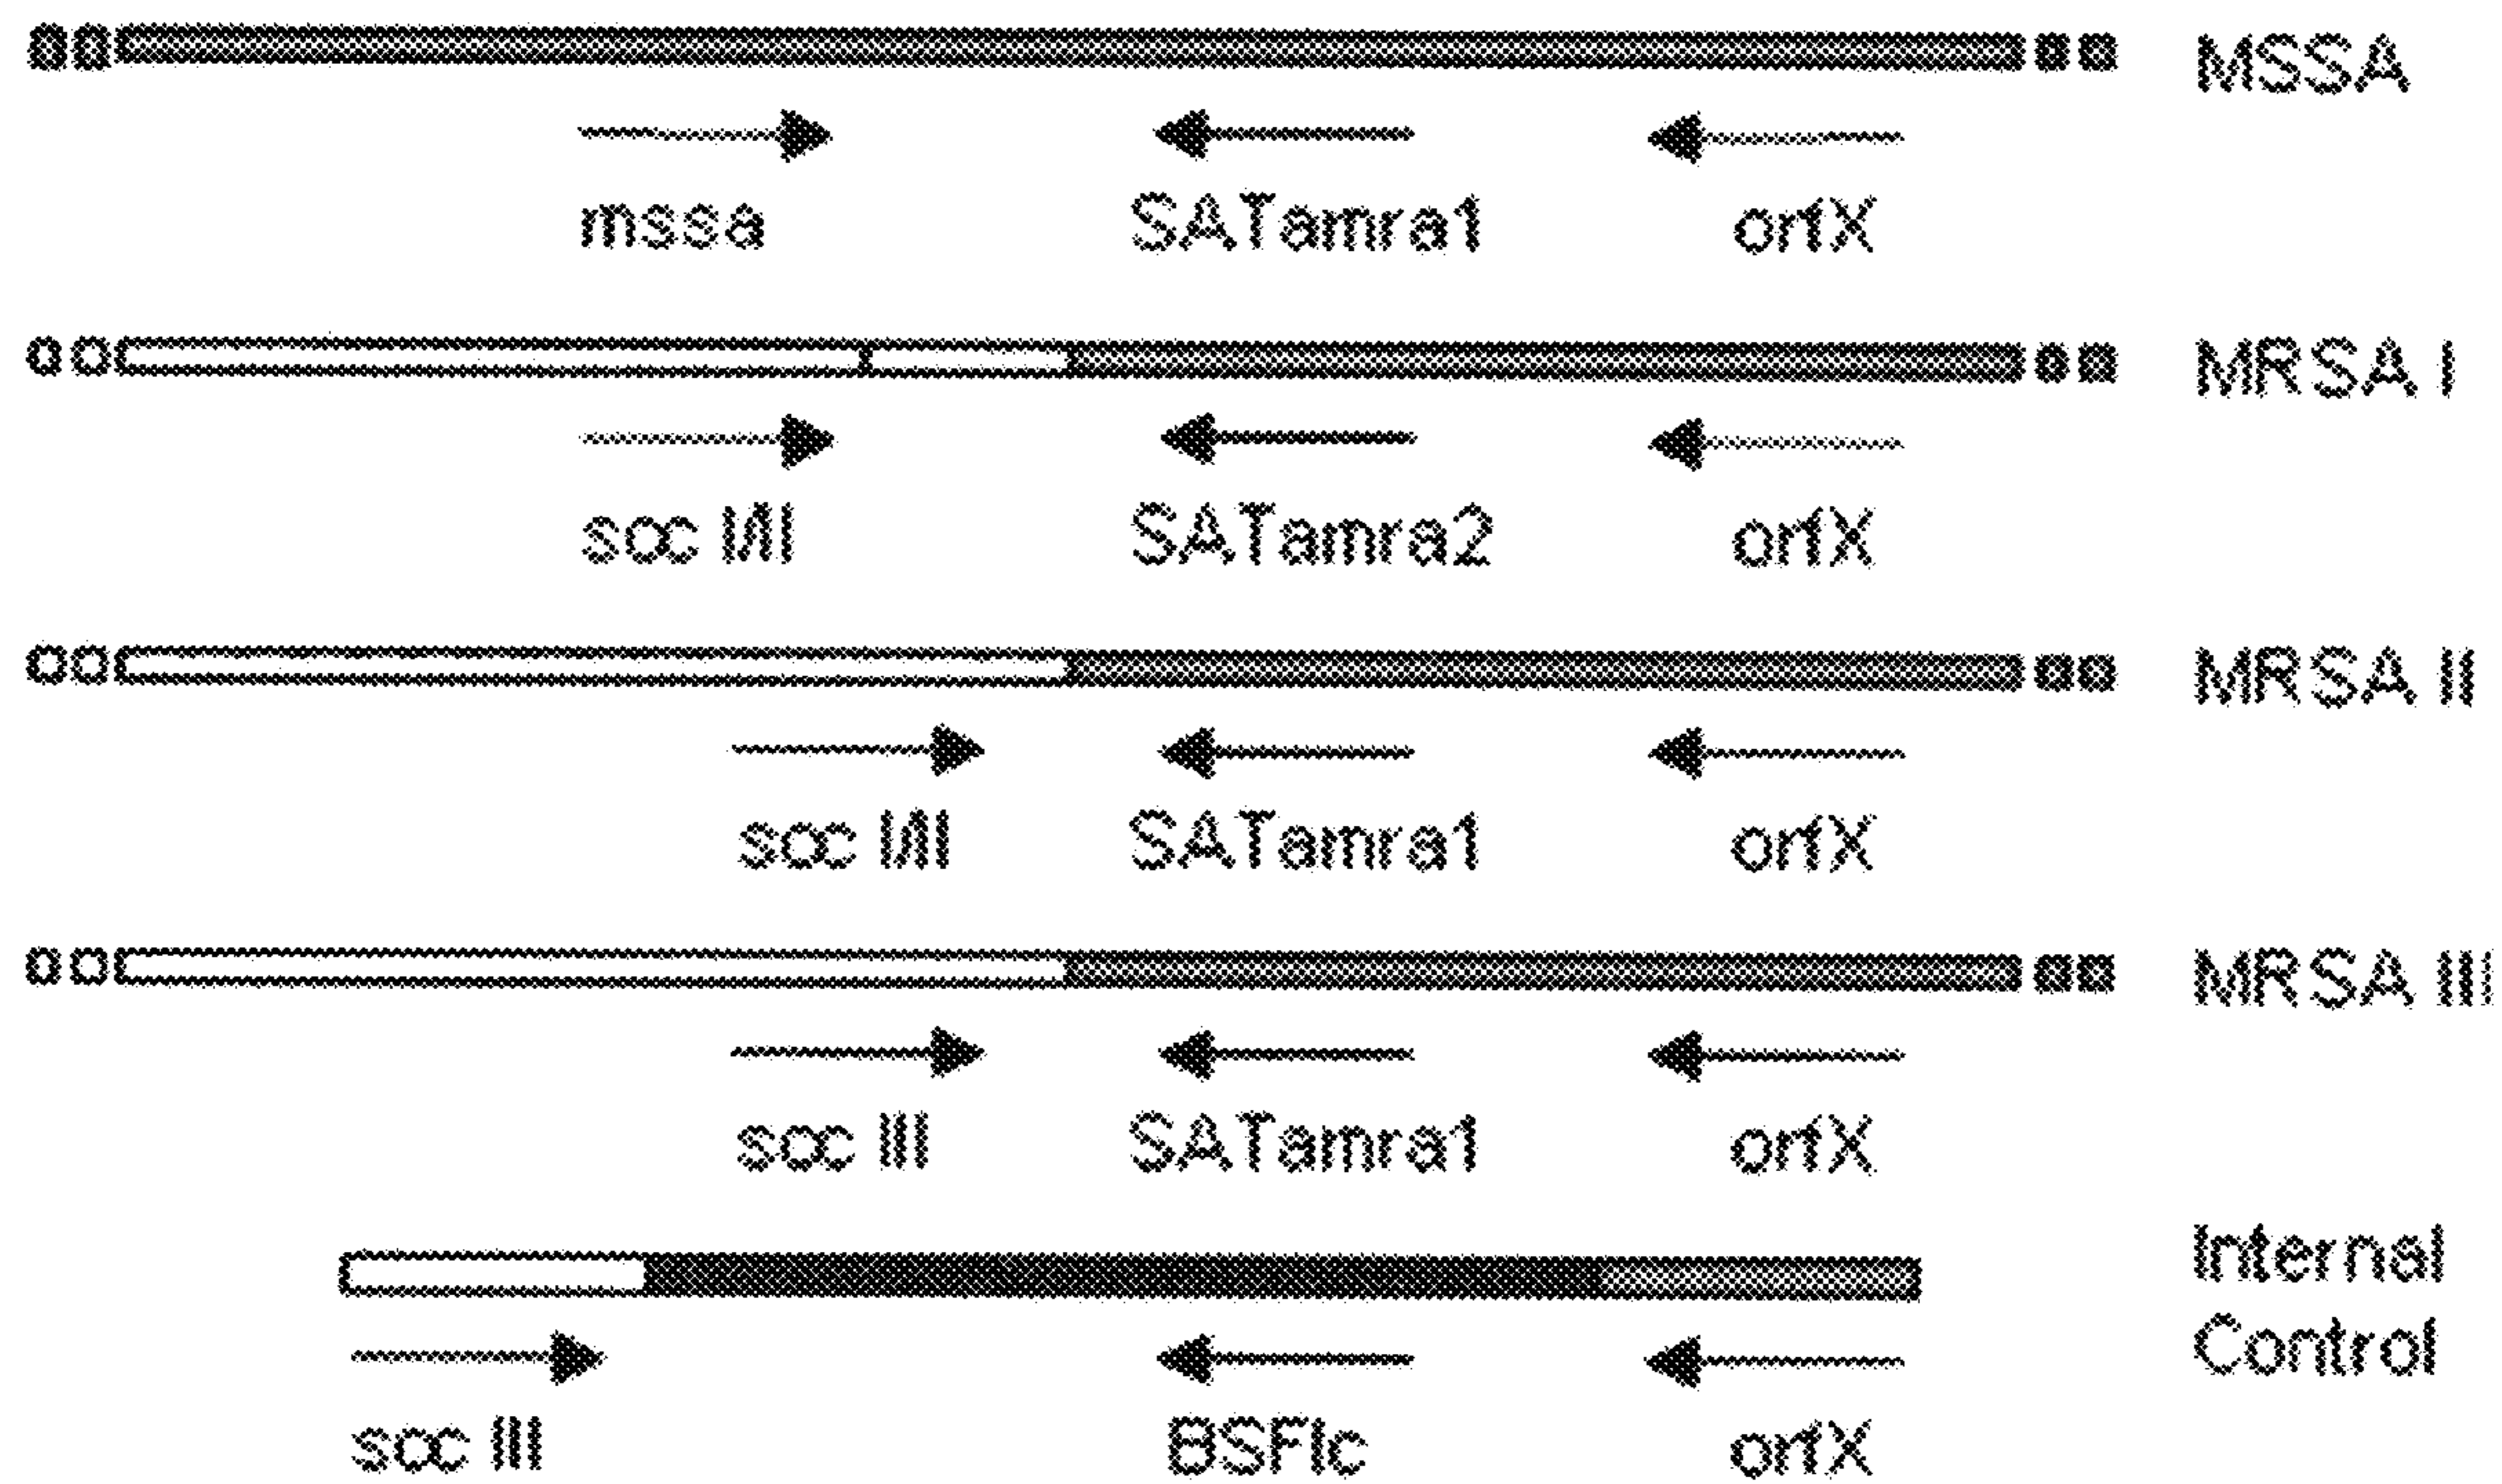 MSSA
mssa SATamra1 orfX
MRSA I
scc I/II SATamra2 orfX
MRSA II
scc I/II SATamra1 orfX
MRSA III
scc III SATamra1 orfX
Internal
Control
scc III BSFlc orfX